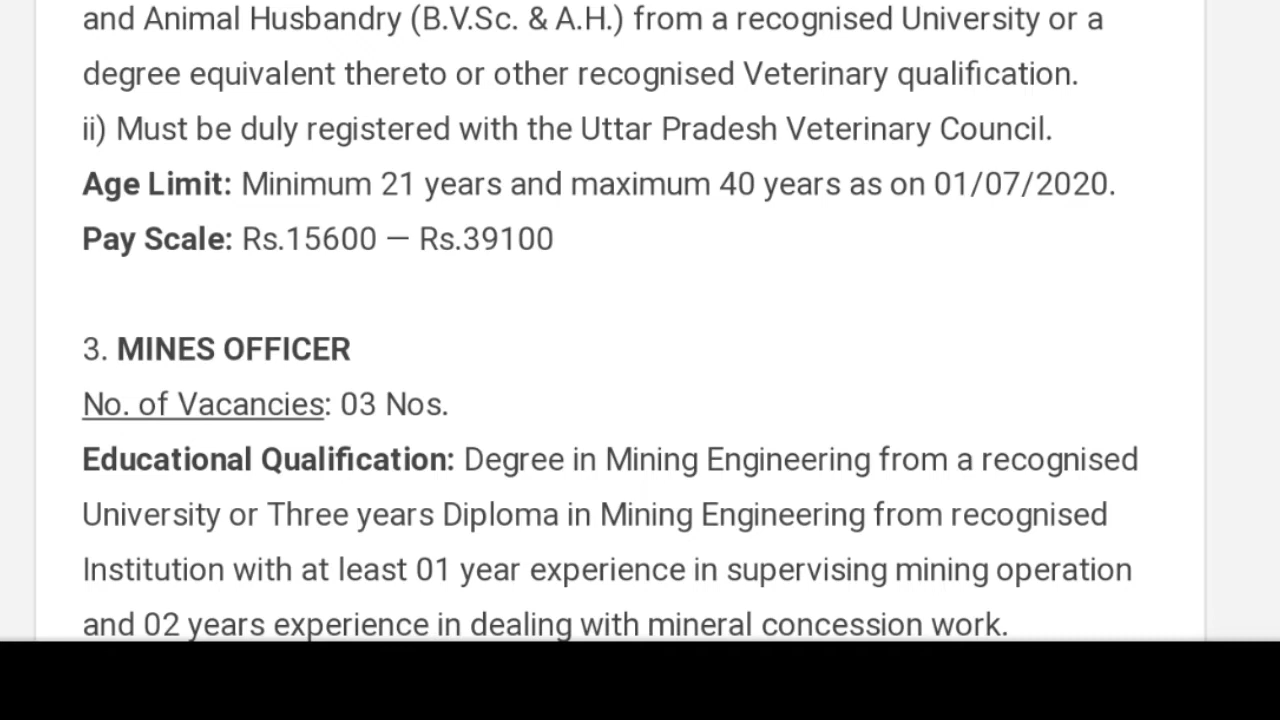 and Animal Husbandry (B.V.Sc. & A.H.) from a recognised University or a
degree equivalent thereto or other recognised Veterinary qualification.
ii) Must be duly registered with the Uttar Pradesh Veterinary Council.
Age Limit: Minimum 21 years and maximum 40 years as on 01/07/2020.
Pay Scale: Rs.15600 — Rs.39100
3. MINES OFFICER
No. of Vacancies: 03 Nos.
Educational Qualification: Degree in Mining Engineering from a recognised
University or Three years Diploma in Mining Engineering from recognised
Institution with at least 01 year experience in supervising mining operation
and 02 years experience in dealing with mineral concession work.